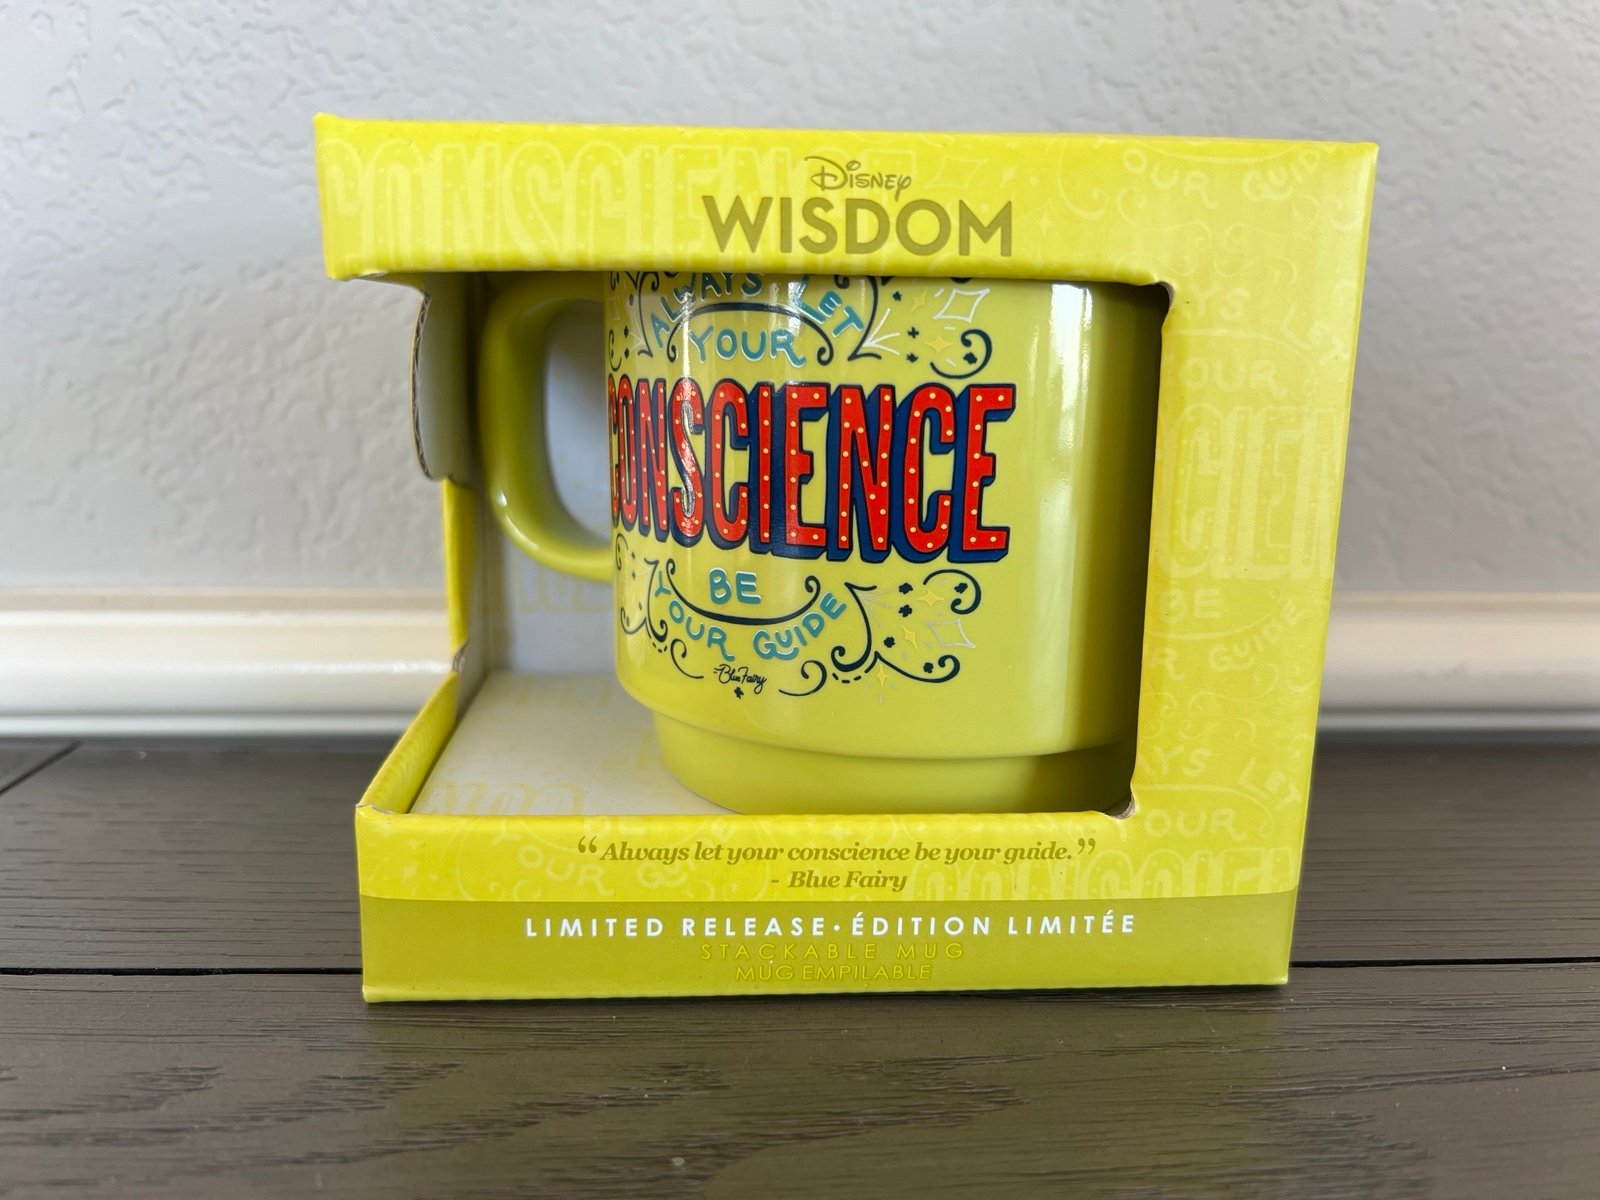 Disney
WISDOM
ALWAYS LET
YOUR
CONSCIENCE
BE
YOUR GUIDE
-Blue Fairy
“Always let your conscience be your guide.”
- Blue Fairy
LIMITED RELEASE • ÉDITION LIMITÉE
STACKABLE MUG
MUG EMPILABLE